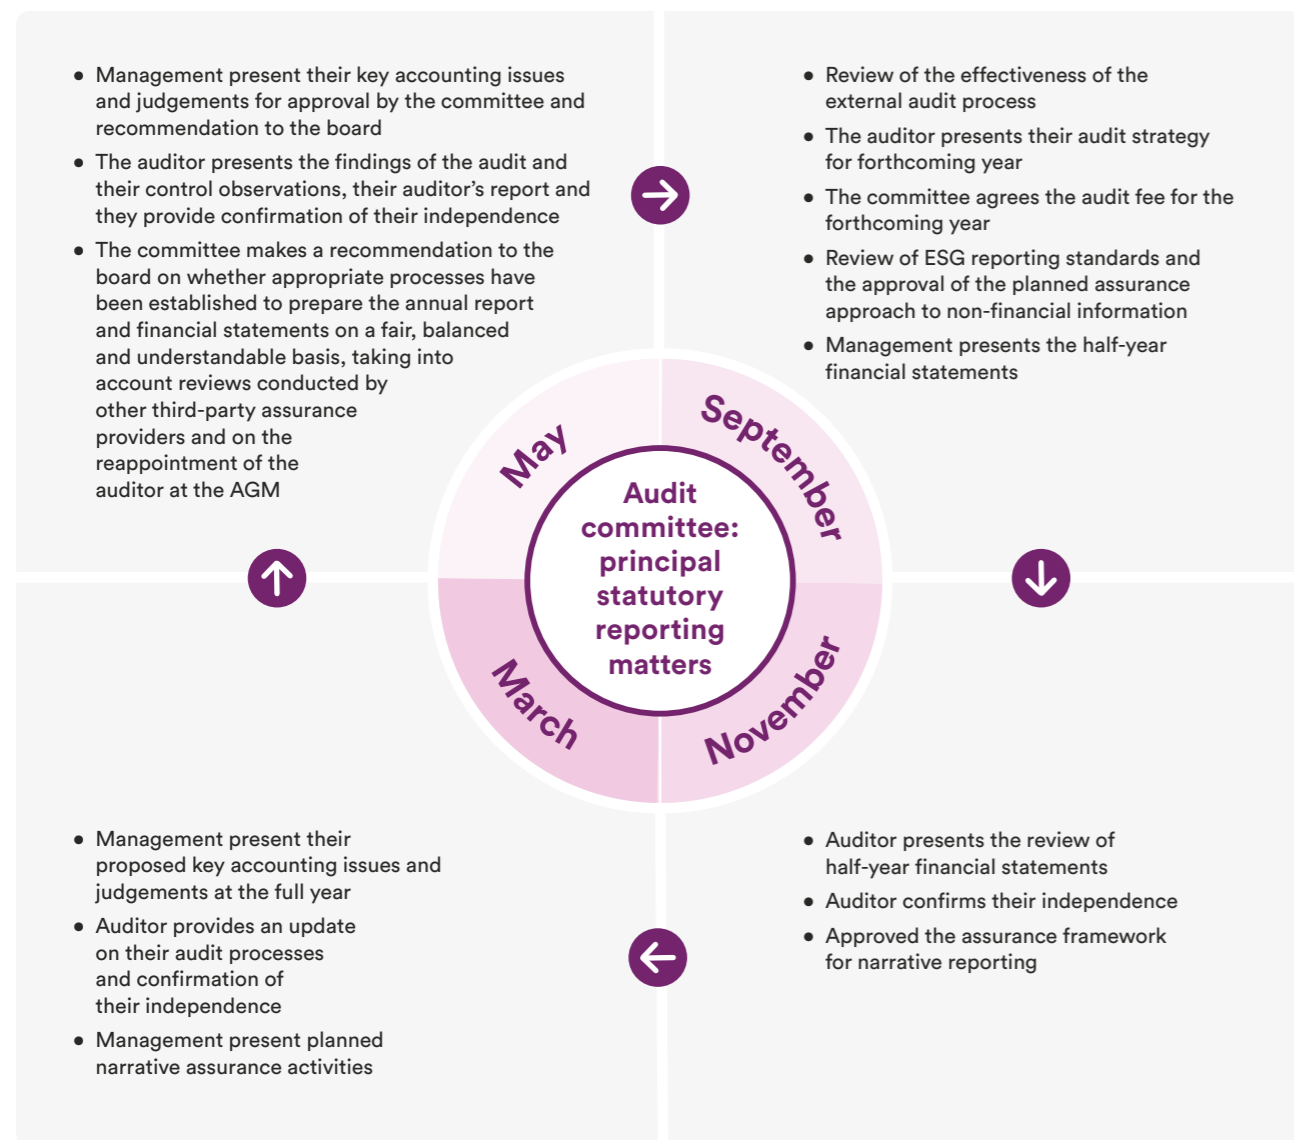 ● Management present their key accounting issues
and judgements for approval by the committee and
recommendation to the board
● The auditor presents the findings of the audit and
their control observations, their auditor’s report and
they provide confirmation of their independence
● The committee makes a recommendation to the
board on whether appropriate processes have
been established to prepare the annual report
and financial statements on a fair, balanced
and understandable basis, taking into
account reviews conducted by
other third-party assurance
providers and on the
reappointment of the
auditor at the AGM
● Review of the effectiveness of the
external audit process
● The auditor presents their audit strategy
for forthcoming year
● The committee agrees the audit fee for the
forthcoming year
● Review of ESG reporting standards and
the approval of the planned assurance
approach to non-financial information
● Management presents the half-year
financial statements
May
September
Audit
committee:
principal
statutory
reporting
matters
March
November
● Management present their
proposed key accounting issues and
judgements at the full year
● Auditor provides an update
on their audit processes
and confirmation of
their independence
● Management present planned
narrative assurance activities
● Auditor presents the review of
half-year financial statements
● Auditor confirms their independence
● Approved the assurance framework
for narrative reporting